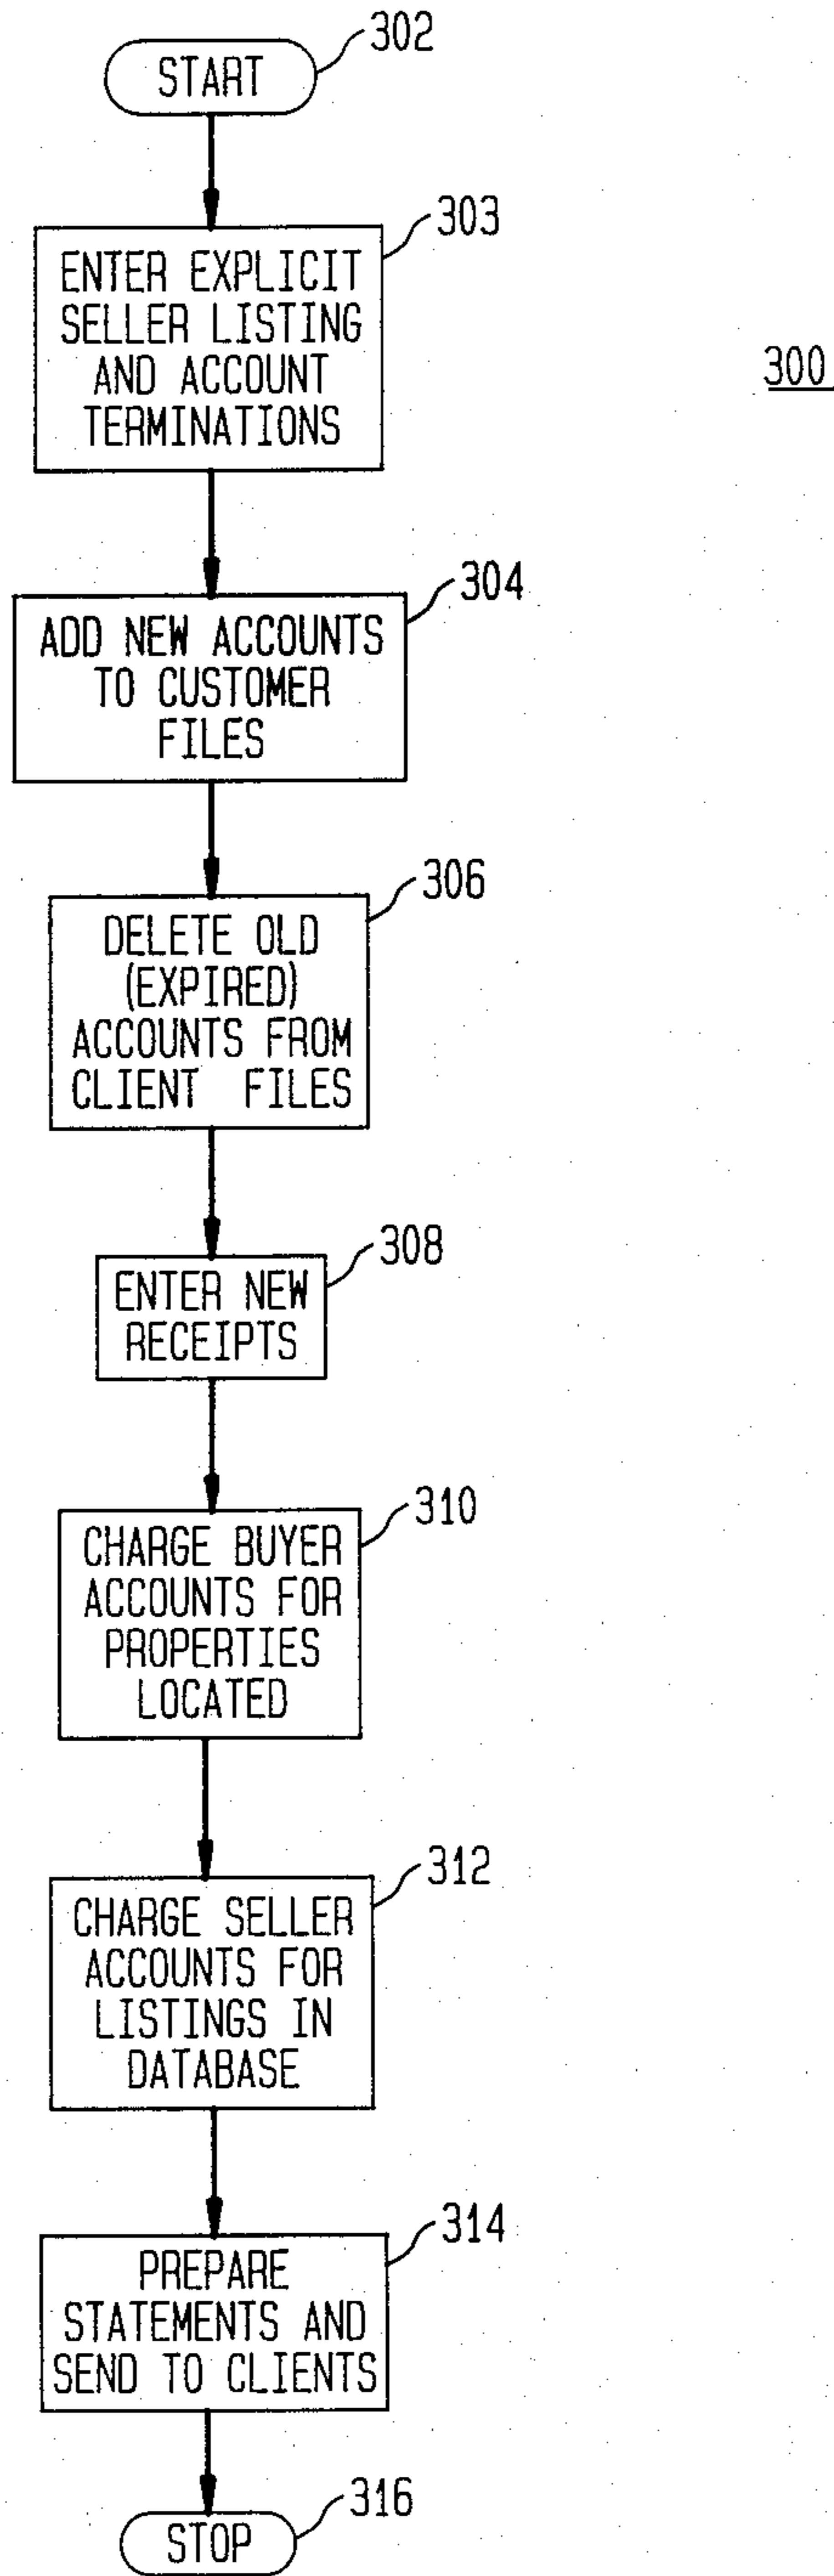 302
START
303
ENTER EXPLICIT
SELLER LISTING
AND ACCOUNT
TERMINATIONS
300
304
ADD NEW ACCOUNTS
TO CUSTOMER
FILES
306
DELETE OLD
(EXPIRED)
ACCOUNTS FROM
CLIENT FILES
308
ENTER NEW
RECEIPTS
310
CHARGE BUYER
ACCOUNTS FOR
PROPERTIES
LOCATED
312
CHARGE SELLER
ACCOUNTS FOR
LISTINGS IN
DATABASE
314
PREPARE
STATEMENTS AND
SEND TO CLIENTS
316
STOP